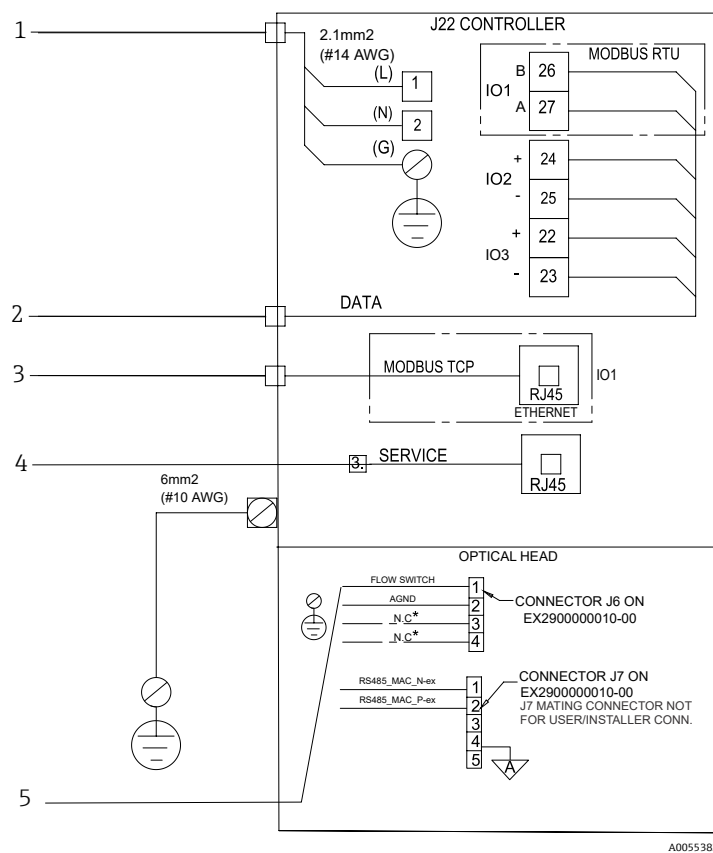 J22 CONTROLLER
1
2.1mm2
(#14 AWG)
(L)
1
(N)
2
(G)
MODBUS RTU
IO1
B
26
A
27
IO2
+
24
-
25
IO3
+
22
-
23
2
DATA
3
MODBUS TCP
RJ45
ETHERNET
IO1
4
3.
SERVICE
RJ45
6mm2
(#10 AWG)
OPTICAL HEAD
FLOW SWITCH
1
AGND
2
N.C*
3
N.C*
4
CONNECTOR J6 ON
EX2900000010-00
RS485_MAC_N-ex
1
RS485_MAC_P-ex
2
3
4
5
CONNECTOR J7 ON
EX2900000010-00
J7 MATING CONNECTOR NOT
FOR USER/INSTALLER CONN.
A
5
A005538